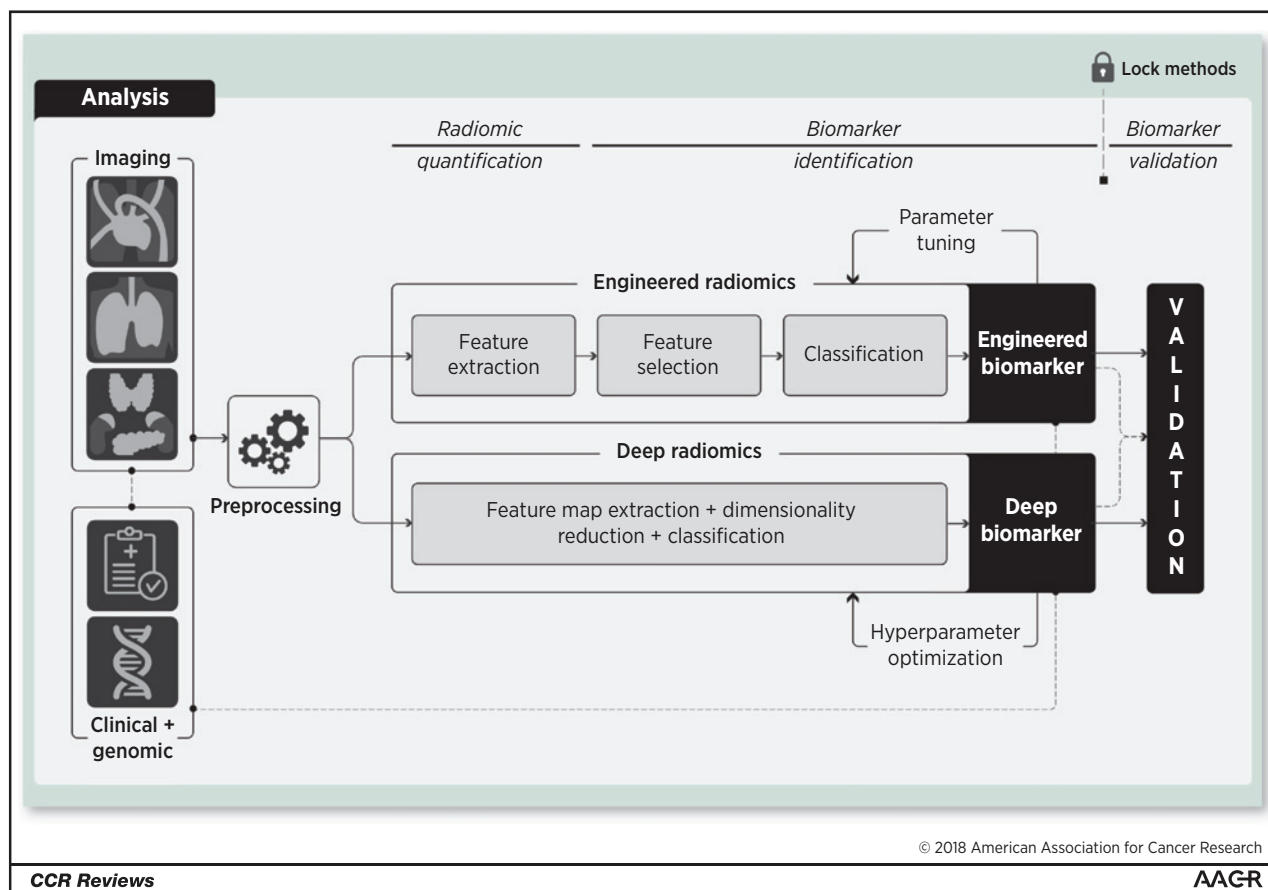 Lock methods
Analysis
Radiomic
quantification
Biomarker
identification
Biomarker
validation
Imaging
Parameter
tuning
Engineered radiomics
Feature
extraction
Feature
selection
Classification
Engineered
biomarker
VALIDATION
Preprocessing
Deep radiomics
Feature map extraction + dimensionality
reduction + classification
Deep
biomarker
Hyperparameter
optimization
Clinical +
genomic
© 2018 American Association for Cancer Research
CCR Reviews
AACR